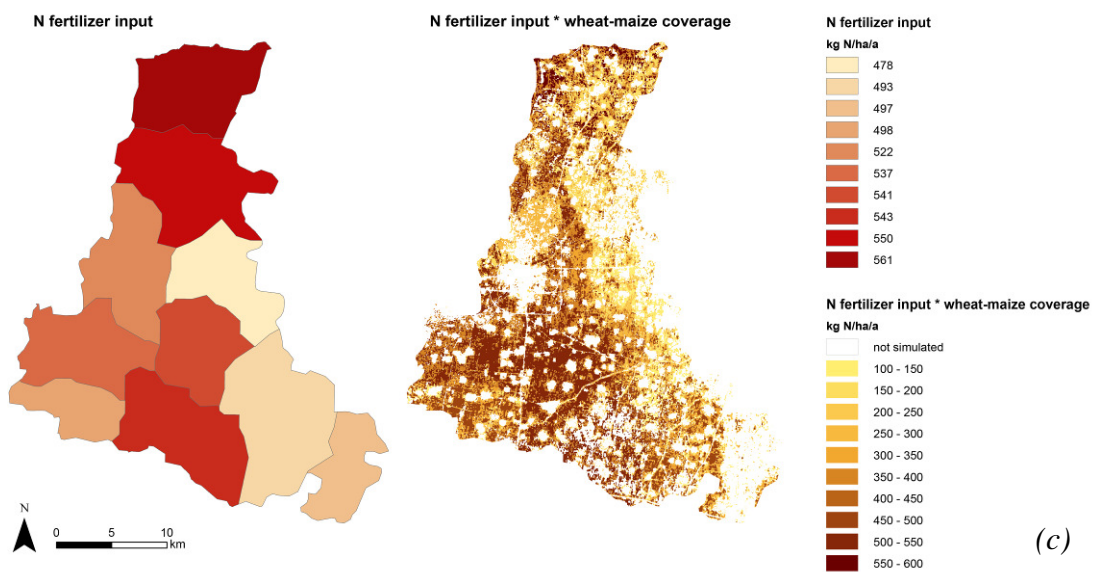 N fertilizer input
N fertilizer input * wheat-maize coverage
N fertilizer input
kg N/ha/a
478
493
497
498
522
537
541
543
550
561
N fertilizer input * wheat-maize coverage
kg N/ha/a
not simulated
100 - 150
150 - 200
200 - 250
250 - 300
300 - 350
350 - 400
400 - 450
450 - 500
500 - 550
550 - 600
N
0 5 10
km
(c)